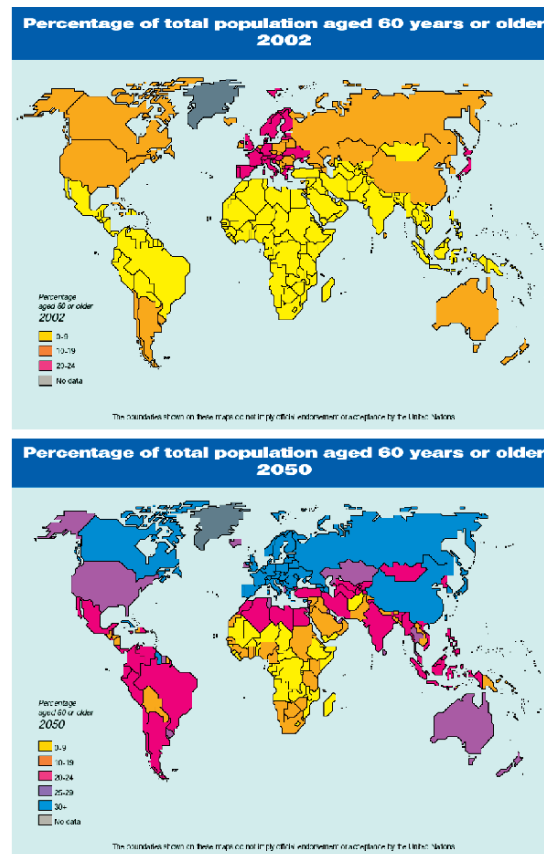 Percentage of total population aged 60 years or older
2002
Percentage
aged 60 or older
2002
0-9
10-19
20-24
No data
The boundaries shown on these maps do not imply official endorsement or acceptance by the United Nations
Percentage of total population aged 60 years or older
2050
Percentage
aged 60 or older
2050
0-9
10-19
20-24
25-29
30+
No data
The boundaries shown on these maps do not imply official endorsement or acceptance by the United Nations